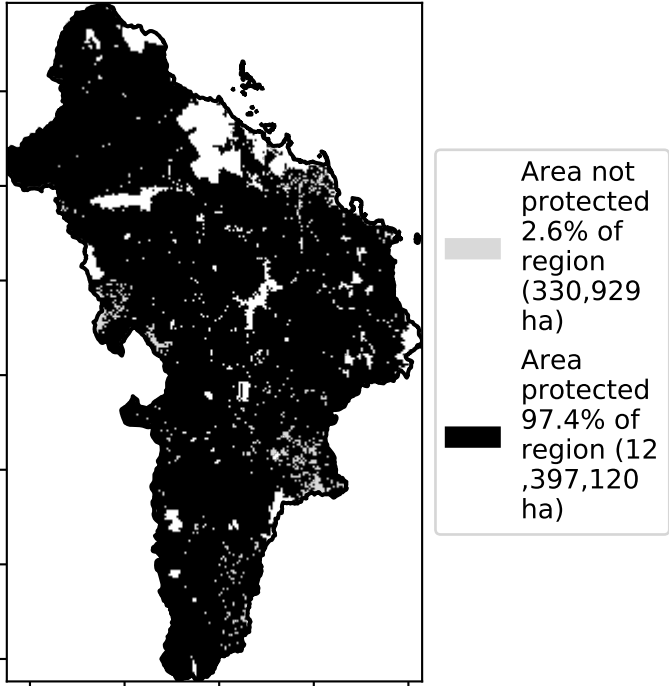 Area not
protected
2.6% of
region
(330,929
ha)
Area
protected
97.4% of
region (12
,397,120
ha)